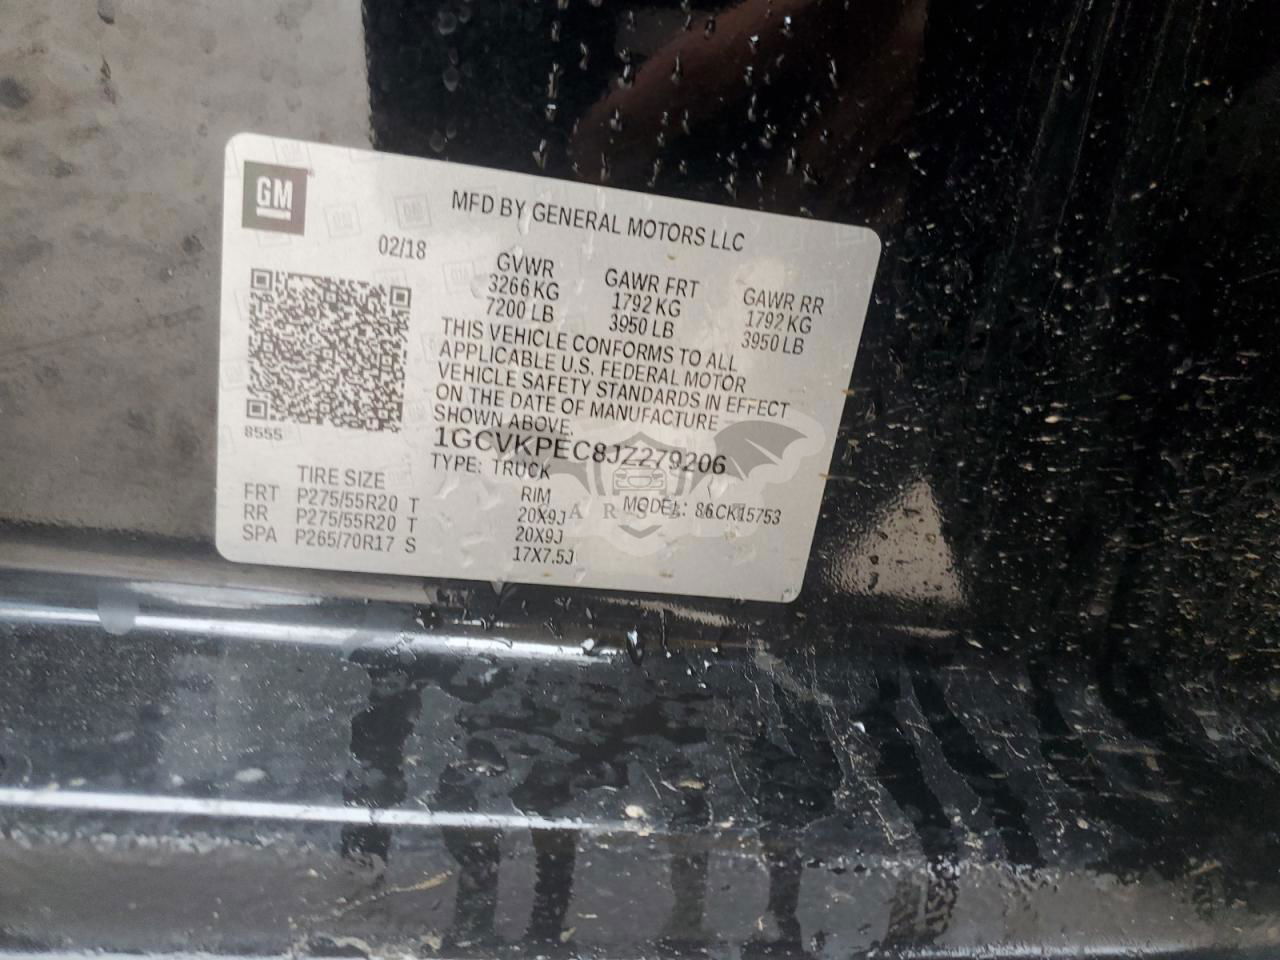 GM
MFD BY GENERAL MOTORS LLC
02/18
GVWR GAWR FRT GAWR RR
3266 KG 1792 KG 1792 KG
7200 LB 3950 LB 3950 LB
THIS VEHICLE CONFORMS TO ALL
APPLICABLE U.S. FEDERAL MOTOR
VEHICLE SAFETY STANDARDS IN EFFECT
ON THE DATE OF MANUFACTURE
SHOWN ABOVE.
8555
1GCVKPEC8JZ279206
TYPE: TRUCK
MODEL: 86CK15753
TIRE SIZE RIM
FRT P275/55R20 T 20X9J
RR P275/55R20 T 20X9J
SPA P265/70R17 S 17X7.5J